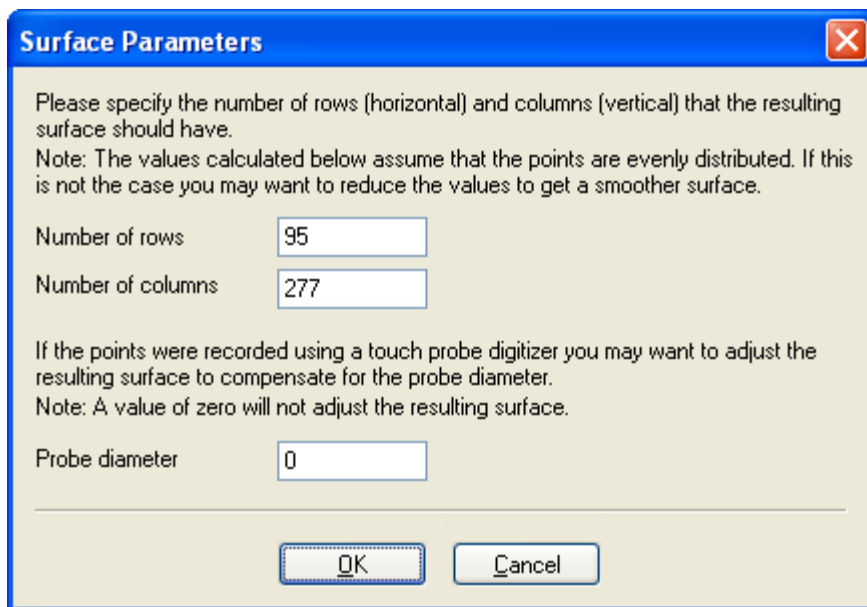 Surface Parameters
Please specify the number of rows (horizontal) and columns (vertical) that the resulting
surface should have.
Note: The values calculated below assume that the points are evenly distributed. If this
is not the case you may want to reduce the values to get a smoother surface.
Number of rows 95
Number of columns 277
If the points were recorded using a touch probe digitizer you may want to adjust the
resulting surface to compensate for the probe diameter.
Note: A value of zero will not adjust the resulting surface.
Probe diameter 0
OK Cancel